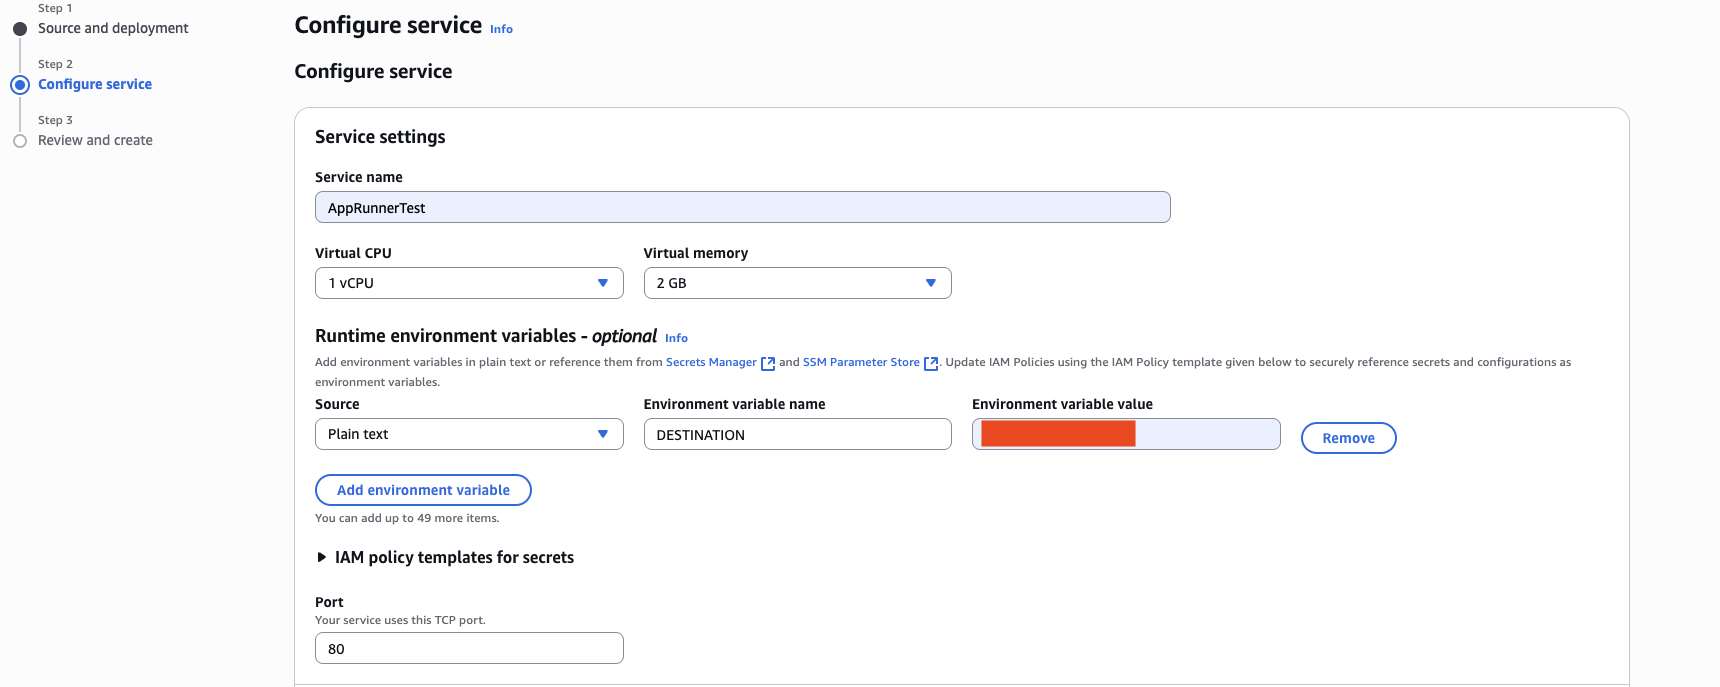 Step 1
Source and deployment
Step 2
Configure service
Step 3
Review and create
Configure service Info
Configure service
Service settings
Service name
AppRunnerTest
Virtual CPU
Virtual memory
1 vCPU
2 GB
Runtime environment variables - optional Info
Add environment variables in plain text or reference them from Secrets Manager and SSM Parameter Store . Update IAM Policies using the IAM Policy template given below to securely reference secrets and configurations as
environment variables.
Source
Environment variable name
Environment variable value
Plain text
DESTINATION
Remove
Add environment variable
You can add up to 49 more items.
IAM policy templates for secrets
Port
Your service uses this TCP port.
80